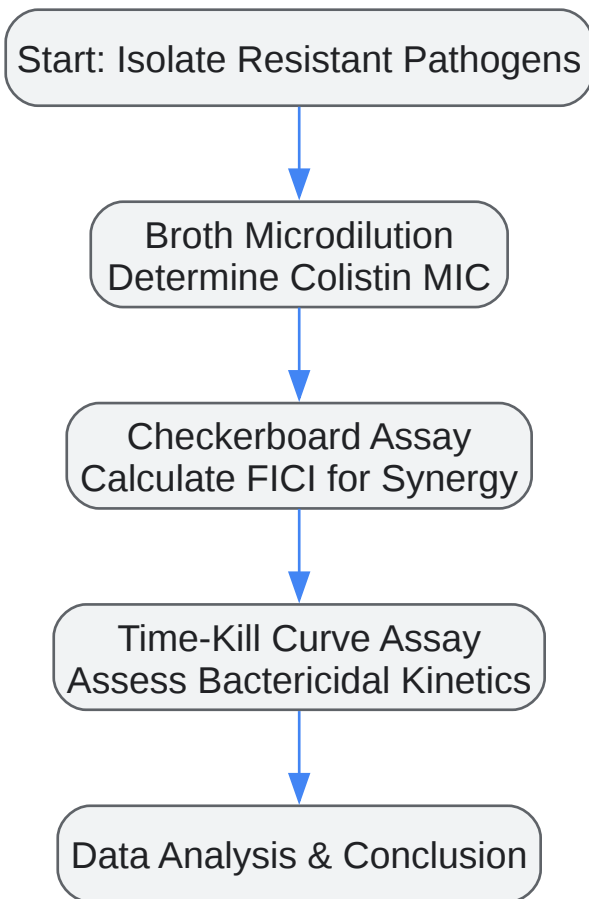 Start: Isolate Resistant Pathogens
Broth Microdilution
Determine Colistin MIC
Checkerboard Assay
Calculate FICI for Synergy
Time-Kill Curve Assay
Assess Bactericidal Kinetics
Data Analysis & Conclusion